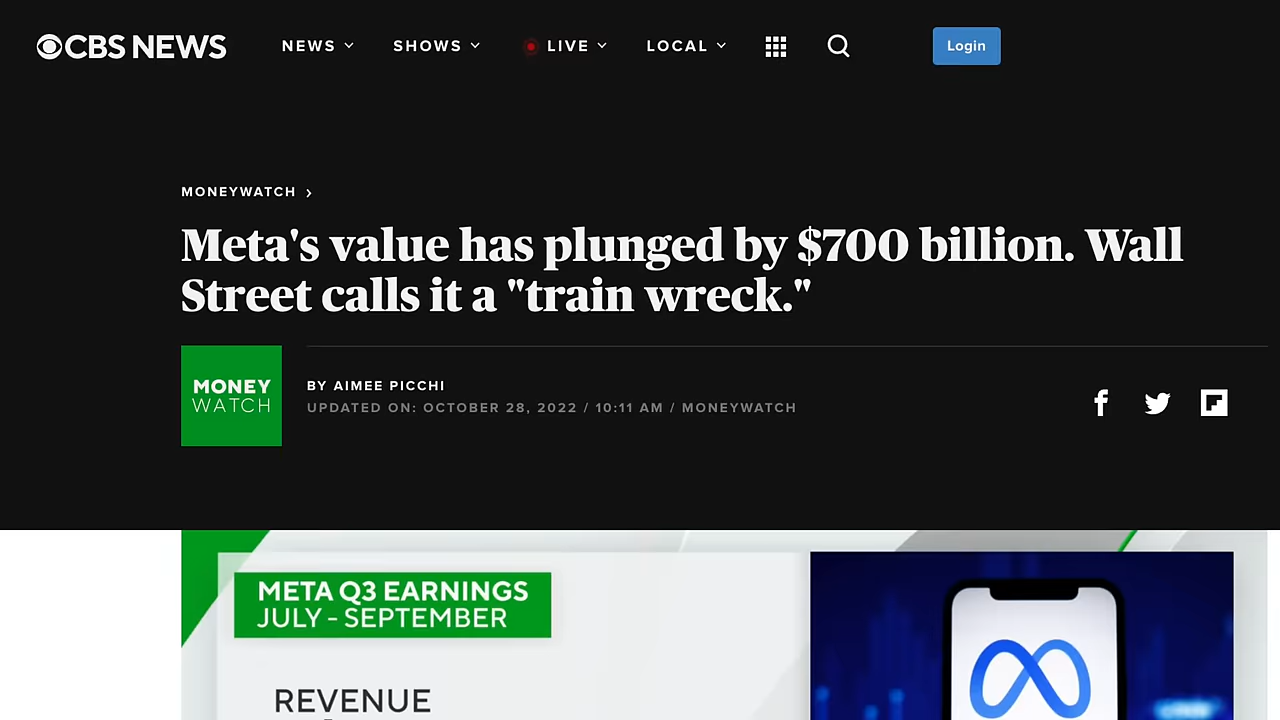 CBS NEWS
NEWS
SHOWS
LIVE
LOCAL
Login
MONEYWATCH
Meta's value has plunged by $700 billion. Wall
Street calls it a "train wreck."
MONEY
WATCH
BY AIMEE PICCHI
UPDATED ON: OCTOBER 28, 2022 / 10:11 AM / MONEYWATCH
META Q3 EARNINGS
JULY - SEPTEMBER
REVENUE